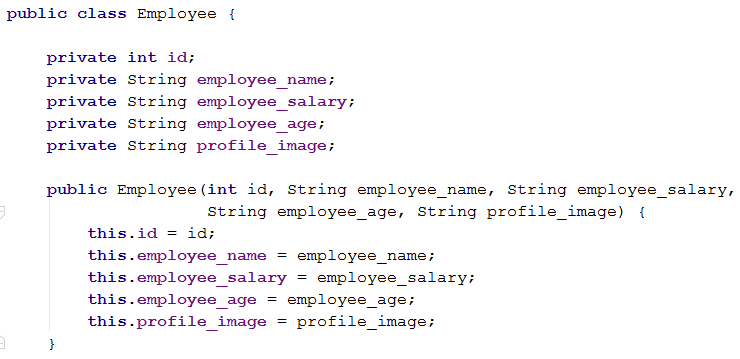 public class Employee {
private int id;
private String employee_name;
private String employee_salary;
private String employee_age;
private String profile_image;
public Employee(int id, String employee_name, String employee_salary,
String employee_age, String profile_image) {
this.id = id;
this.employee_name = employee_name;
this.employee_salary = employee_salary;
this.employee_age = employee_age;
this.profile_image = profile_image;
}